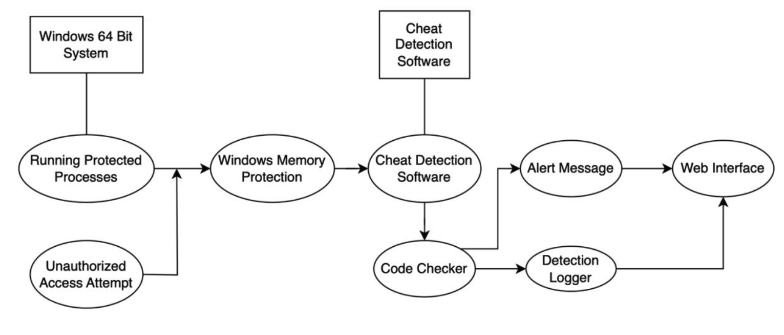 Windows 64 Bit
System
Cheat
Detection
Software
Running Protected
Processes
Windows Memory
Protection
Cheat Detection
Software
Alert Message
Web Interface
Unauthorized
Access Attempt
Code Checker
Detection
Logger